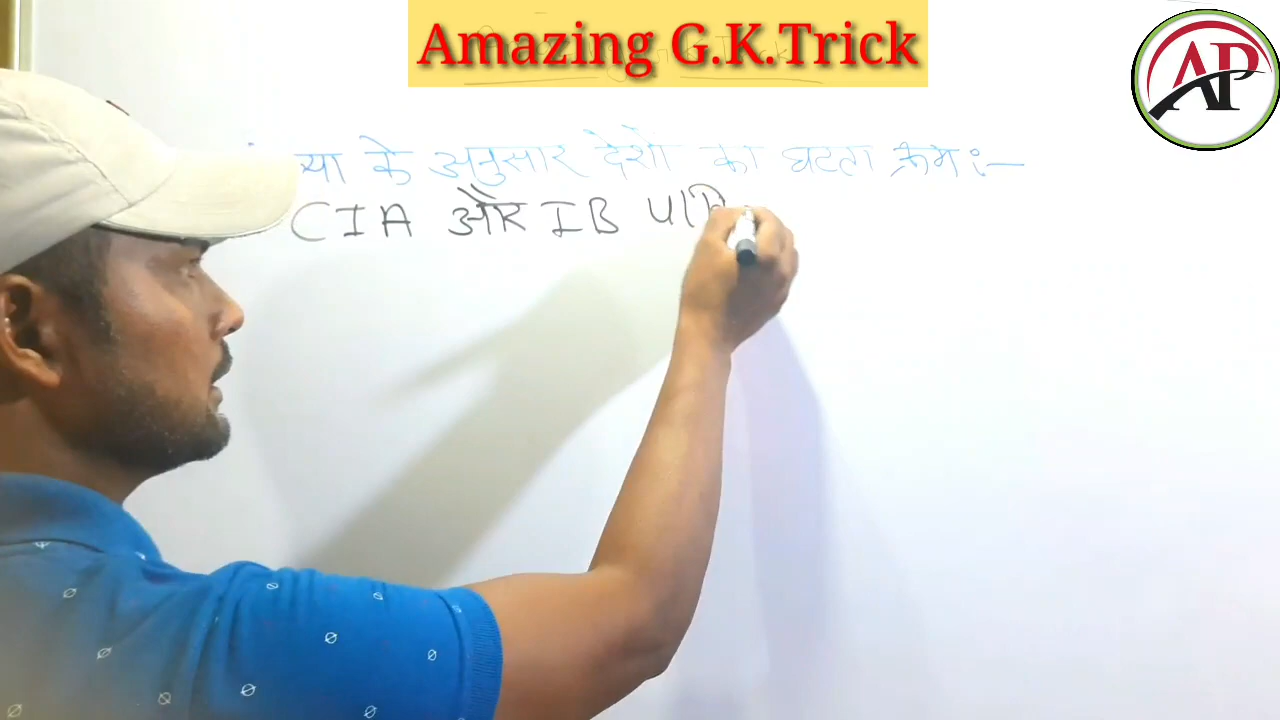 Amazing G.K.Trick
AP
के अनुसार देशों का घटता क्रम :-
CIA और IB